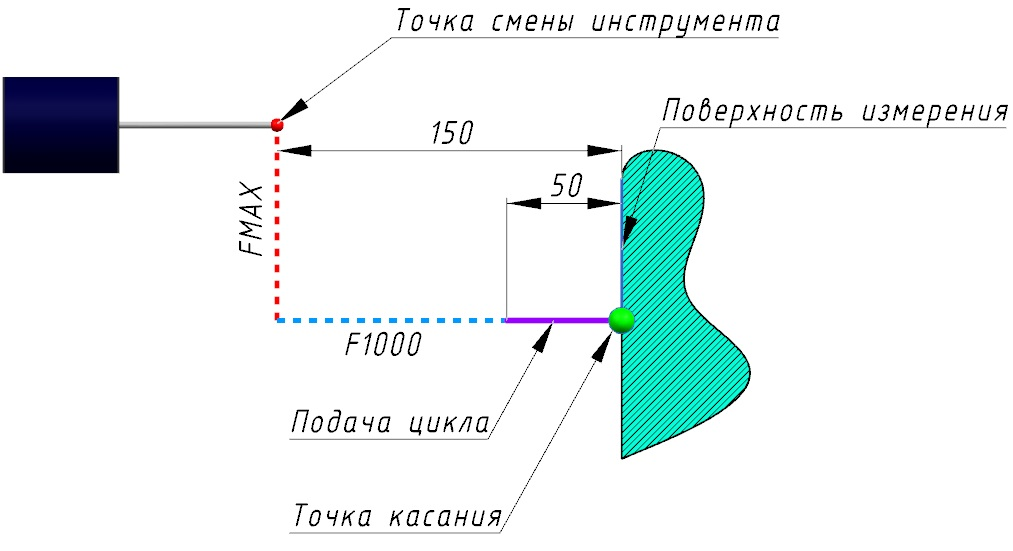 Точка смены инструмента
Поверхность измерения
150
50
FMAX
F1000
Подача цикла
Точка касания